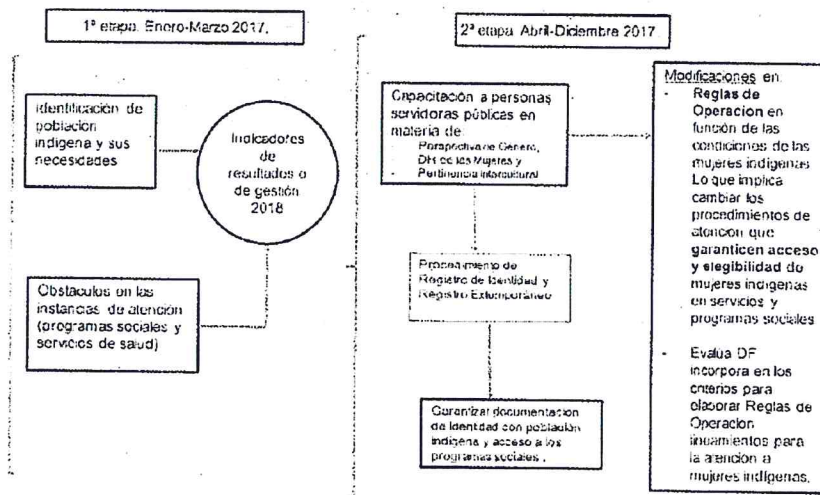 1ª etapa. Enero-Marzo 2017.
Identificación de
población
indígena y sus
necesidades
Indicadores
de
resultados o
de gestión
2018
Obstáculos en las
instancias de atención
(programas sociales y
servicios de salud)
2ª etapa. Abril-Diciembre 2017
Capacitación a personas
servidoras públicas en
materia de:
- Perspectiva de Género,
DH de las Mujeres y
- Pertinencia intercultural
Procedimiento de
Registro de Identidad y
Registro Extemporáneo
Garantizar documentación
de Identidad con población
indígena y acceso a los
programas sociales.
Modificaciones en:
- Reglas de
Operación en
función de las
condiciones de las
mujeres indígenas
Lo que implica
cambiar los
procedimientos de
atención que
garanticen acceso
y elegibilidad de
mujeres indígenas
en servicios y
programas sociales
- Evalúa DF
incorpora en los
criterios para
elaborar Reglas de
Operación
lineamientos para
la atención a
mujeres indígenas.